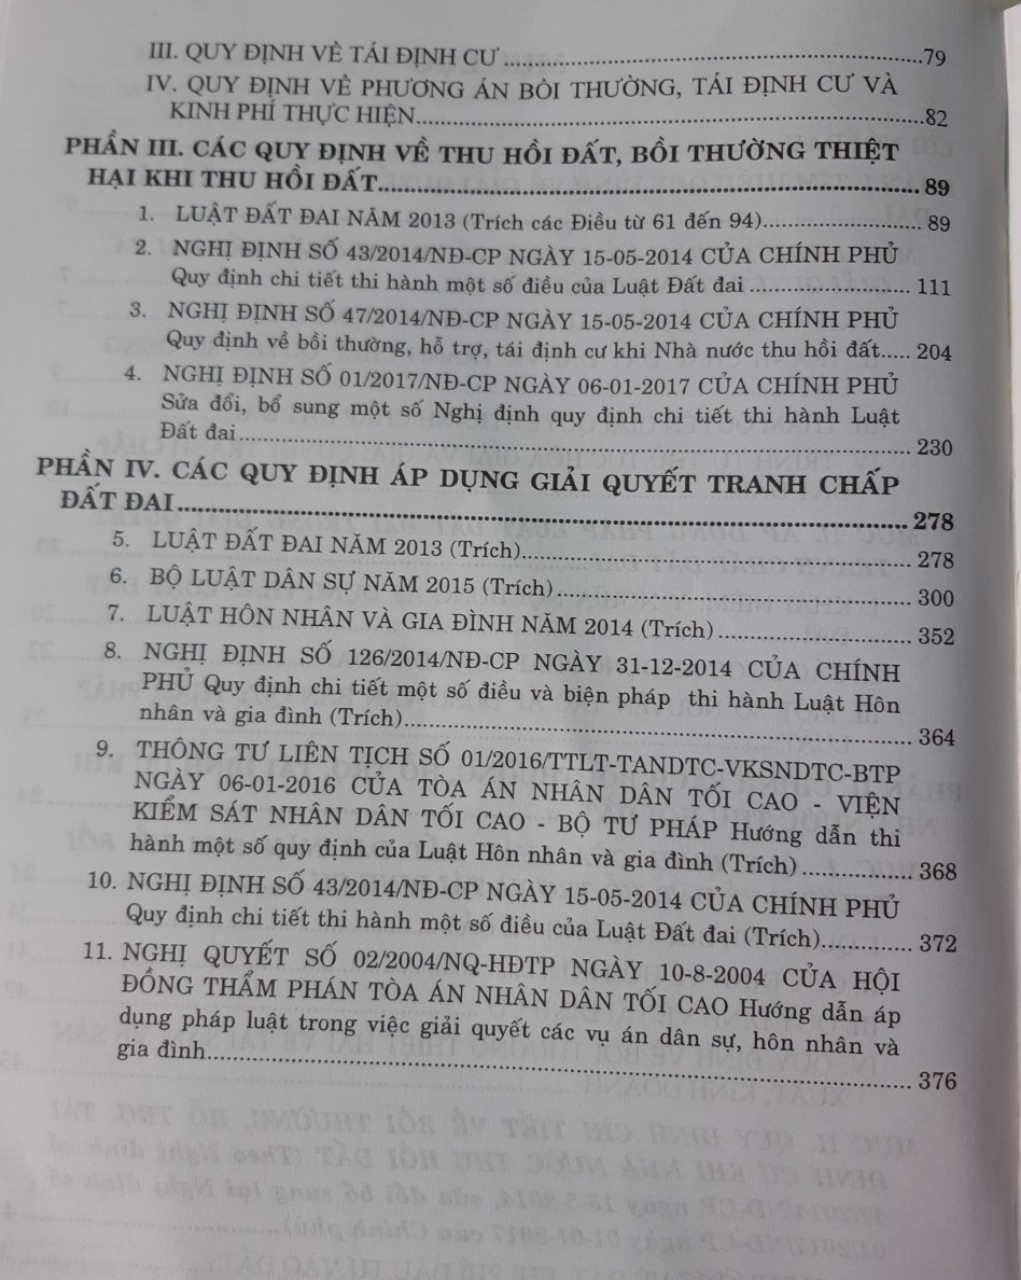 III. QUY ĐỊNH VỀ TÁI ĐỊNH CƯ ........ 79
IV. QUY ĐỊNH VỀ PHƯƠNG ÁN BỒI THƯỜNG, TÁI ĐỊNH CƯ VÀ
KINH PHÍ THỰC HIỆN........ 82
PHẦN III. CÁC QUY ĐỊNH VỀ THU HỒI ĐẤT, BỒI THƯỜNG THIỆT
HẠI KHI THU HỒI ĐẤT........ 89
1. LUẬT ĐẤT ĐAI NĂM 2013 (Trích các Điều từ 61 đến 94)........ 89
2. NGHỊ ĐỊNH SỐ 43/2014/NĐ-CP NGÀY 15-05-2014 CỦA CHÍNH PHỦ
Quy định chi tiết thi hành một số điều của Luật Đất đai ........ 111
3. NGHỊ ĐỊNH SỐ 47/2014/NĐ-CP NGÀY 15-05-2014 CỦA CHÍNH PHỦ
Quy định về bồi thường, hỗ trợ, tái định cư khi Nhà nước thu hồi đất..... 204
4. NGHỊ ĐỊNH SỐ 01/2017/NĐ-CP NGÀY 06-01-2017 CỦA CHÍNH PHỦ
Sửa đổi, bổ sung một số Nghị định quy định chi tiết thi hành Luật
Đất đai ........ 230
PHẦN IV. CÁC QUY ĐỊNH ÁP DỤNG GIẢI QUYẾT TRANH CHẤP
ĐẤT ĐAI ........ 278
5. LUẬT ĐẤT ĐAI NĂM 2013 (Trích)........ 278
6. BỘ LUẬT DÂN SỰ NĂM 2015 (Trích) ........ 300
7. LUẬT HÔN NHÂN VÀ GIA ĐÌNH NĂM 2014 (Trích) ........ 352
8. NGHỊ ĐỊNH SỐ 126/2014/NĐ-CP NGÀY 31-12-2014 CỦA CHÍNH
PHỦ Quy định chi tiết một số điều và biện pháp thi hành Luật Hôn
nhân và gia đình (Trích)........ 364
9. THÔNG TƯ LIÊN TỊCH SỐ 01/2016/TTLT-TANDTC-VKSNDTC-BTP
NGÀY 06-01-2016 CỦA TÒA ÁN NHÂN DÂN TỐI CAO - VIỆN
KIỂM SÁT NHÂN DÂN TỐI CAO - BỘ TƯ PHÁP Hướng dẫn thi
hành một số quy định của Luật Hôn nhân và gia đình (Trích) ........ 368
10. NGHỊ ĐỊNH SỐ 43/2014/NĐ-CP NGÀY 15-05-2014 CỦA CHÍNH PHỦ
Quy định chi tiết thi hành một số điều của Luật Đất đai (Trích)........ 372
11. NGHỊ QUYẾT SỐ 02/2004/NQ-HĐTP NGÀY 10-8-2004 CỦA HỘI
ĐỒNG THẨM PHÁN TÒA ÁN NHÂN DÂN TỐI CAO Hướng dẫn áp
dụng pháp luật trong việc giải quyết các vụ án dân sự, hôn nhân và
gia đình........ 376